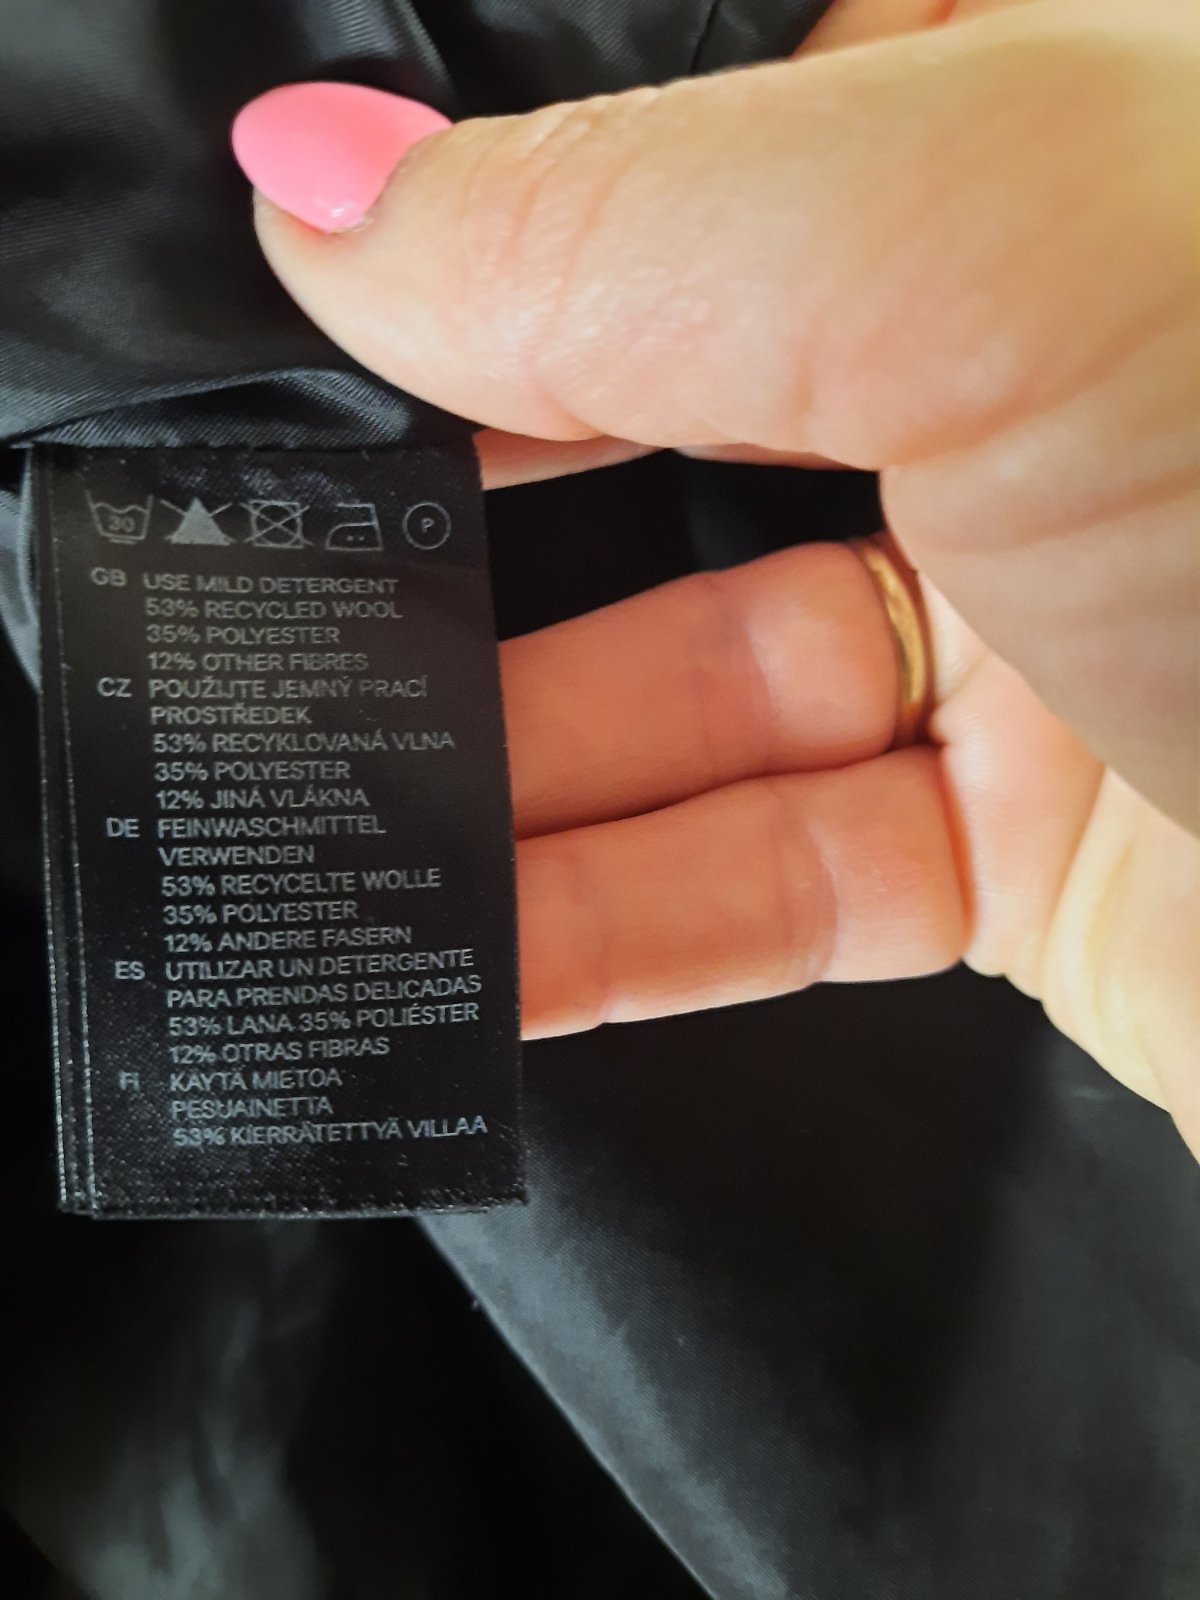 30 P
GB USE MILD DETERGENT
53% RECYCLED WOOL
35% POLYESTER
12% OTHER FIBRES
CZ POUŽIJTE JEMNÝ PRACÍ
PROSTŘEDEK
53% RECYKLOVANÁ VLNA
35% POLYESTER
12% JINÁ VLÁKNA
DE FEINWASCHMITTEL
VERWENDEN
53% RECYCELTE WOLLE
35% POLYESTER
12% ANDERE FASERN
ES UTILIZAR UN DETERGENTE
PARA PRENDAS DELICADAS
53% LANA 35% POLIÉSTER
12% OTRAS FIBRAS
FI KÄYTÄ MIETOA
PESUAINETTA
53% KIERRÄTETTYÄ VILLAA